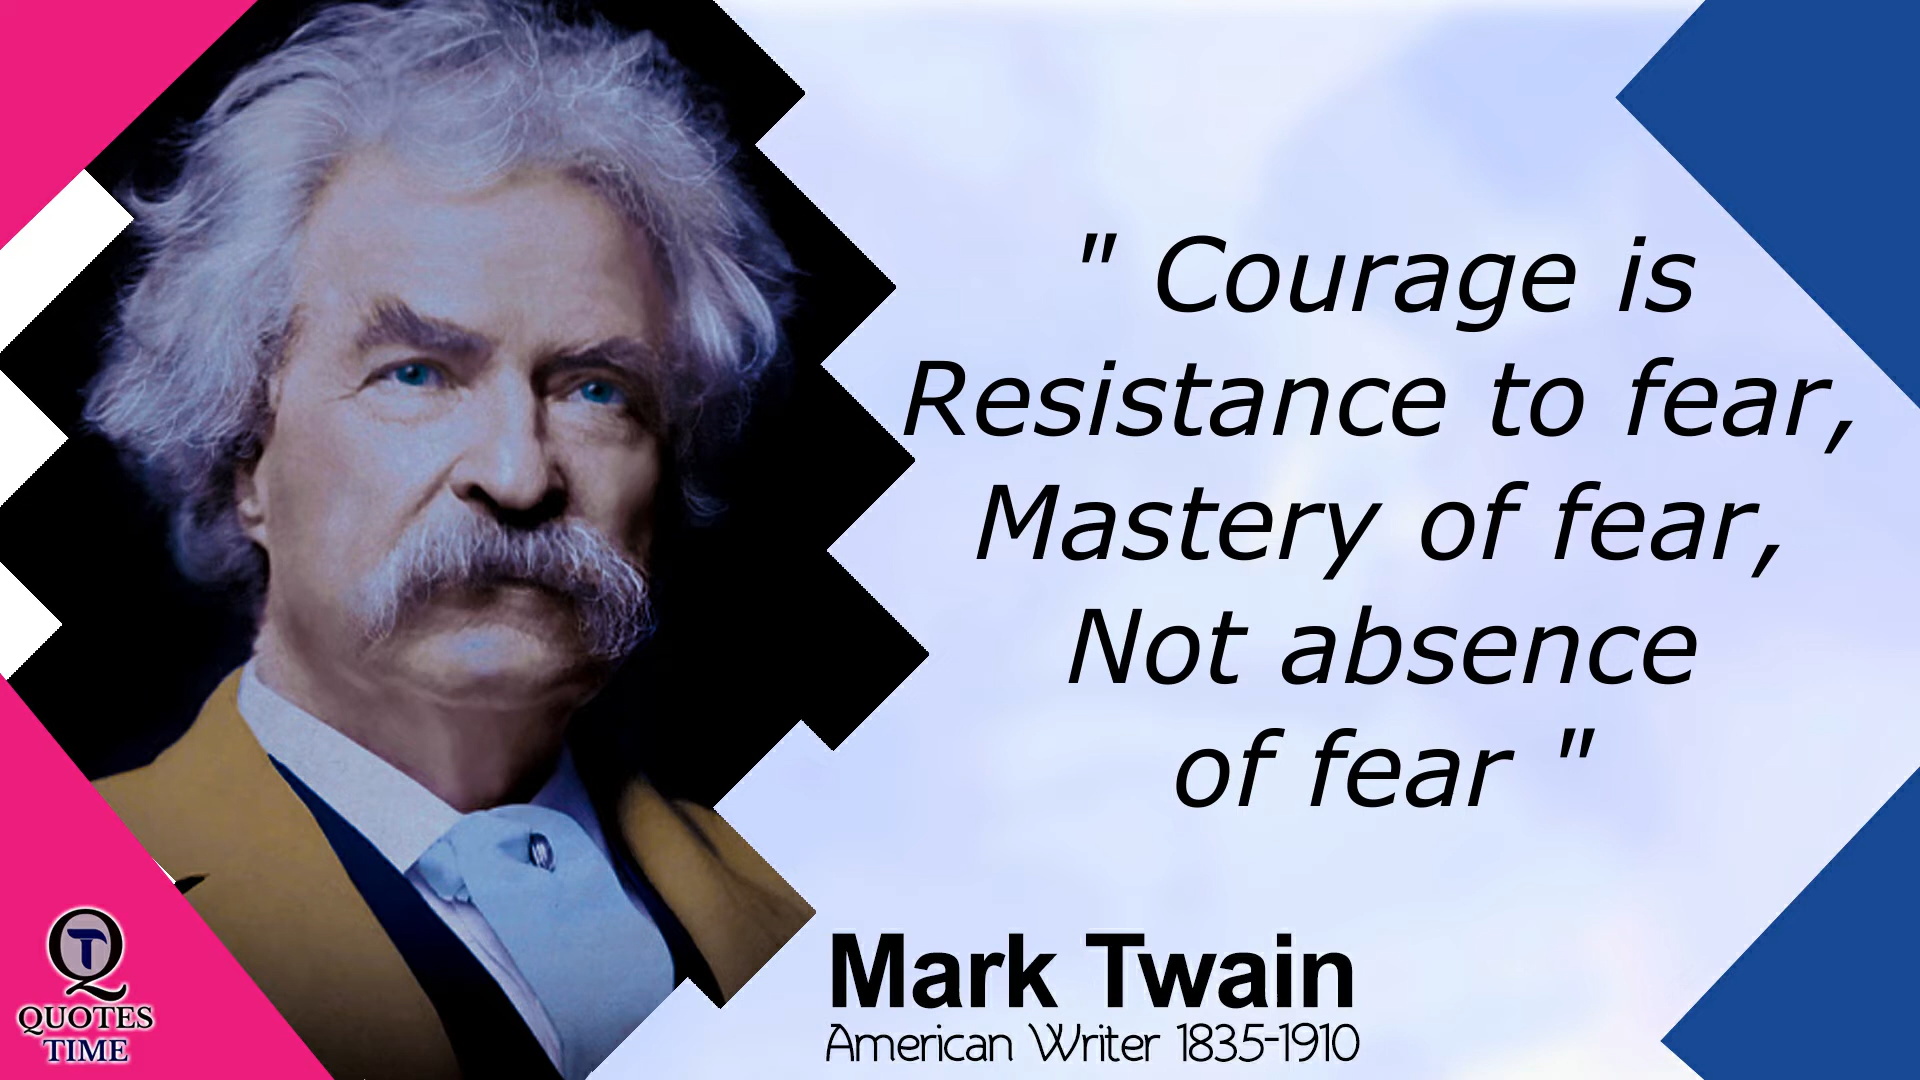 " Courage is
Resistance to fear,
Mastery of fear,
Not absence
of fear "
Mark Twain
American Writer 1835-1910
QT
QUOTES
TIME